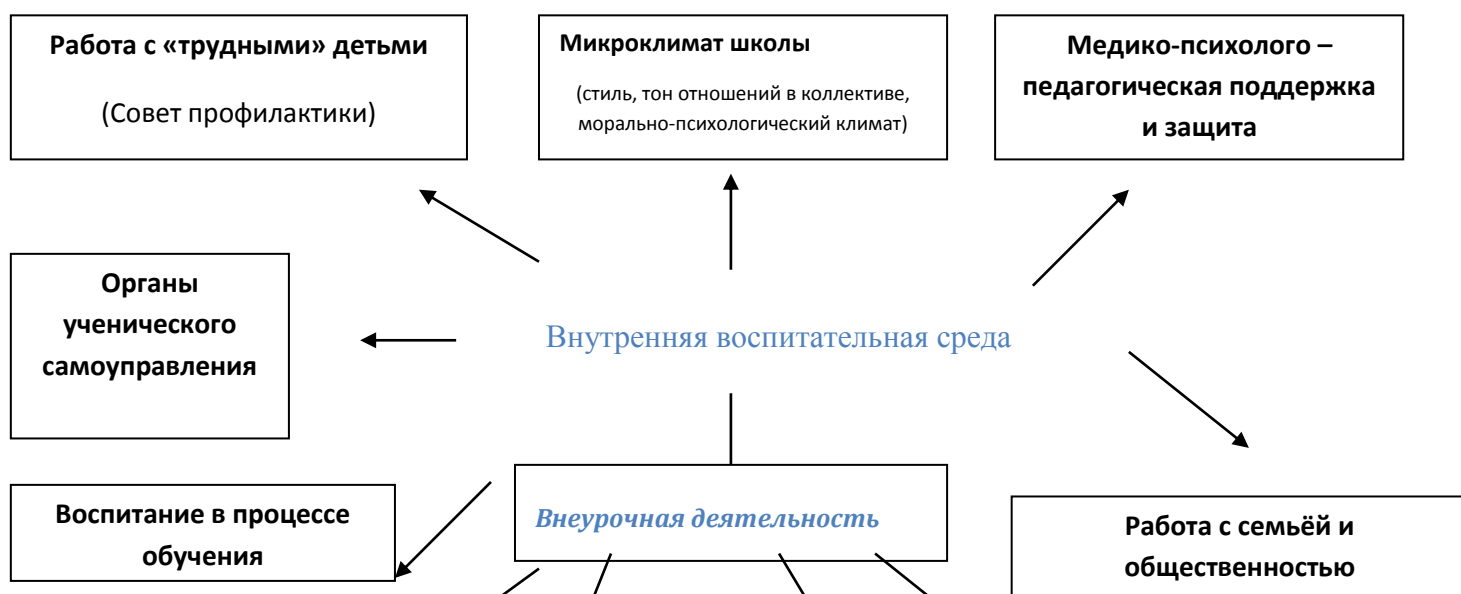 Работа с «трудными» детьми
(Совет профилактики)
Микроклимат школы
(стиль, тон отношений в коллективе,
морально-психологический климат)
Медико-психолого –
педагогическая поддержка
и защита
Органы
ученического
самоуправления
Внутренняя воспитательная среда
Воспитание в процессе
обучения
Внеурочная деятельность
Работа с семьёй и
общественностью